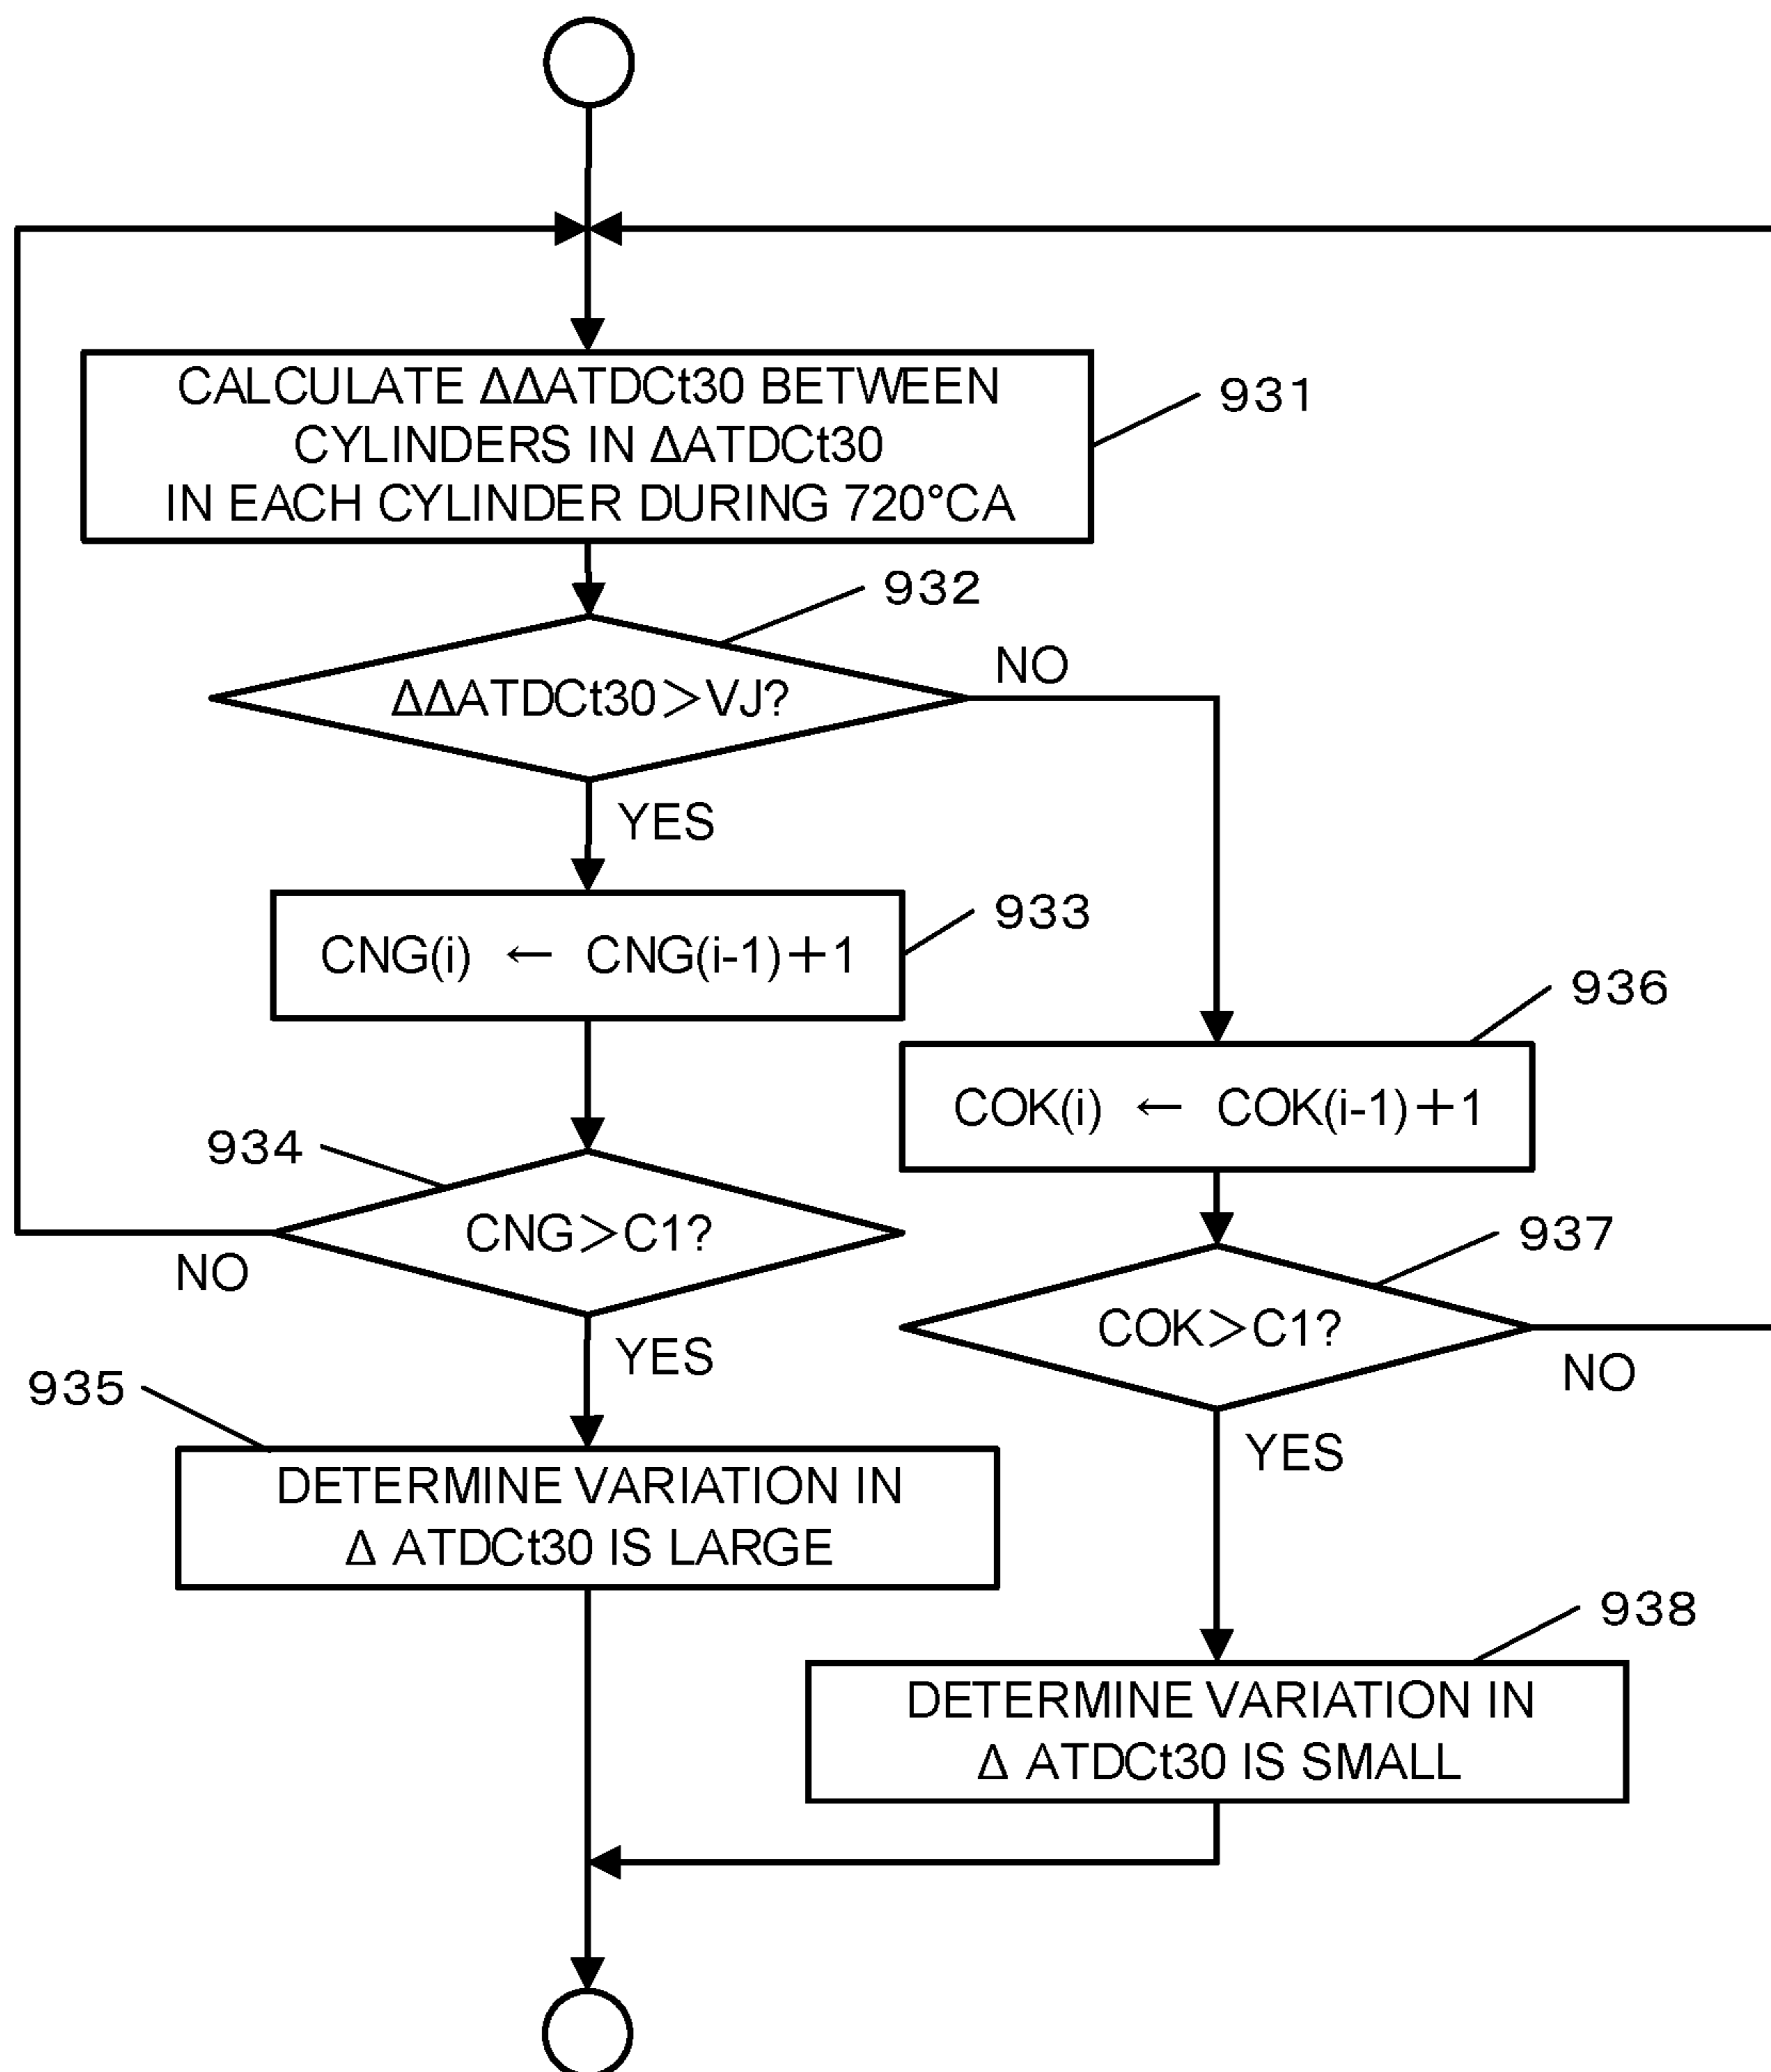 CALCULATE ΔΔATDCt30 BETWEEN
CYLINDERS IN ΔATDCt30
IN EACH CYLINDER DURING 720°CA
931
932
ΔΔATDCt30＞VJ?
NO
YES
CNG(i) ← CNG(i-1)＋1
933
936
COK(i) ← COK(i-1)＋1
934
CNG＞C1?
NO
YES
937
COK＞C1?
NO
YES
935
DETERMINE VARIATION IN
Δ ATDCt30 IS LARGE
938
DETERMINE VARIATION IN
Δ ATDCt30 IS SMALL